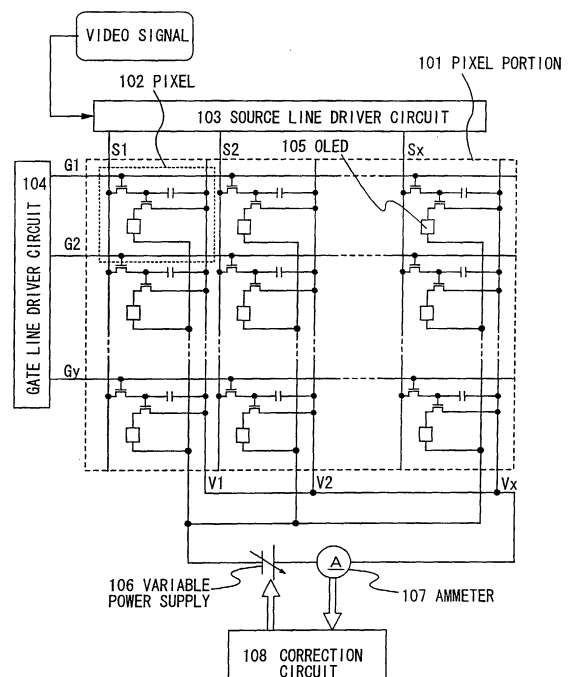 VIDEO SIGNAL
102 PIXEL
101 PIXEL PORTION
103 SOURCE LINE DRIVER CIRCUIT
S1
S2
105 OLED
Sx
G1
104
GATE LINE DRIVER CIRCUIT
G2
Gy
V1
V2
Vx
A
106 VARIABLE
POWER SUPPLY
107 AMMETER
108 CORRECTION
CIRCUIT